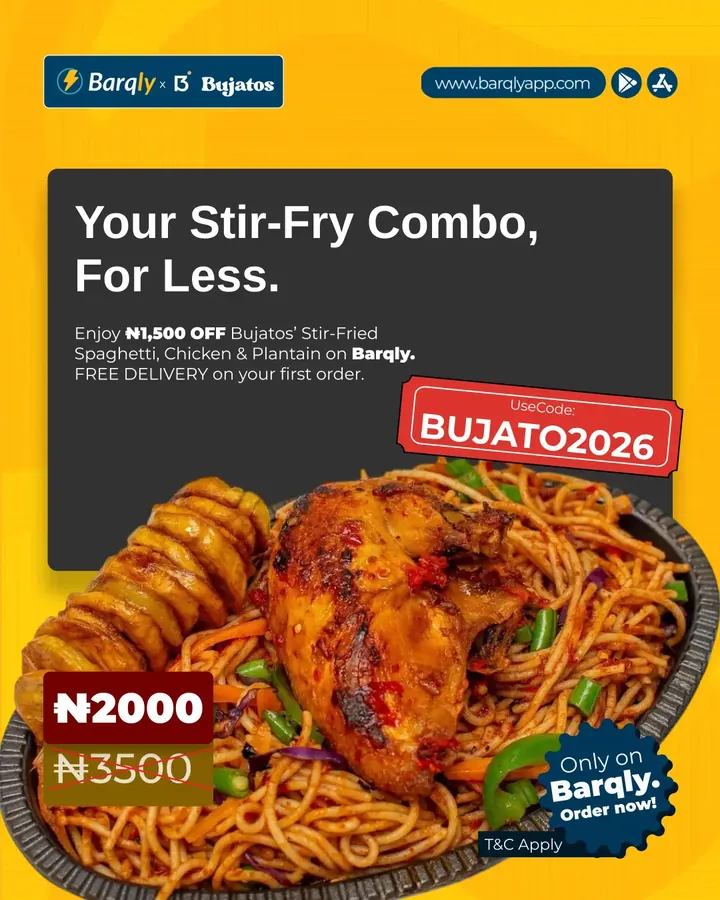 Barqly x B Bujatos
www.barqlyapp.com
Your Stir-Fry Combo,
For Less.
Enjoy ₦1,500 OFF Bujatos’ Stir-Fried
Spaghetti, Chicken & Plantain on Barqly.
FREE DELIVERY on your first order.
UseCode:
BUJATO2026
₦2000
₦3500
Only on
Barqly.
Order now!
T&C Apply